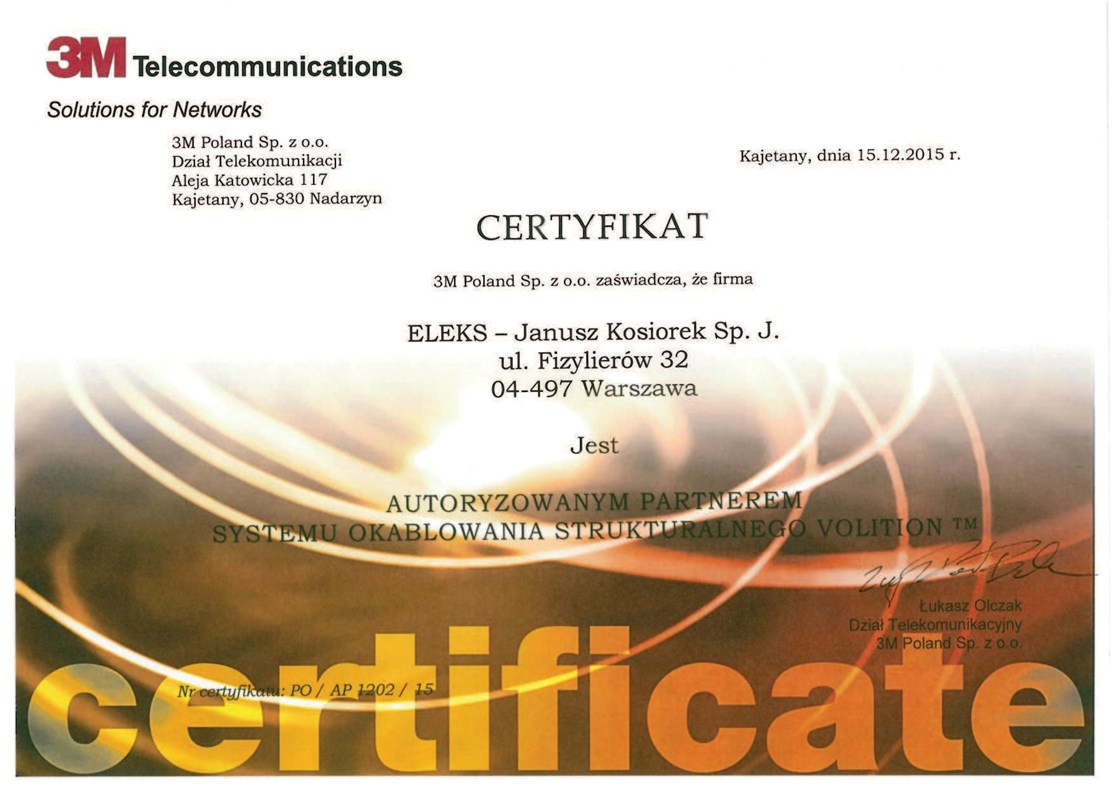 3M Telecommunications
Solutions for Networks
3M Poland Sp. z o.o.
Dział Telekomunikacji
Aleja Katowicka 117
Kajetany, 05-830 Nadarzyn
Kajetany, dnia 15.12.2015 r.
CERTYFIKAT
3M Poland Sp. z o.o. zaświadcza, że firma
ELEKS – Janusz Kosiorek Sp. J.
ul. Fizylierów 32
04-497 Warszawa
Jest
AUTORYZOWANYM PARTNEREM
SYSTEMU OKABLOWANIA STRUKTURALNEGO VOLITION ™
Łukasz Olczak
Dział Telekomunikacyjny
3M Poland Sp. z o.o.
Nr certyfikatu: PO / AP 1202 / 15
certificate